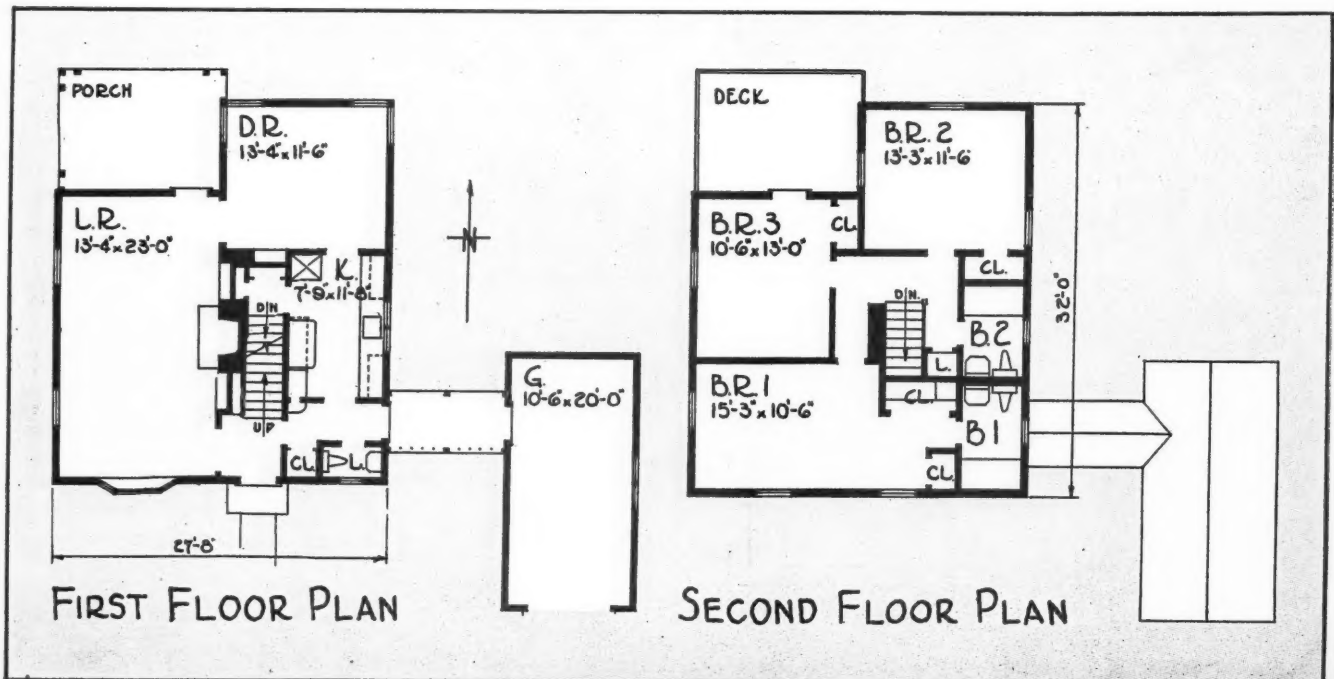 PORCH
D.R.
13'-4" x 11'-6"
L.R.
13'-4" x 23'-0"
K.
7'-9" x 11'-8"
DN
UP
CL.
L.
27'-8"
N
G.
10'-6" x 20'-0"
FIRST FLOOR PLAN
DECK
B.R. 2
13'-3" x 11'-6
B.R. 3
10'-6" x 13'-0"
CL.
CL.
DN.
L.
B.2
B.R. 1
15'-3" x 10'-6"
CL.
B1
CL.
32'-0"
SECOND FLOOR PLAN